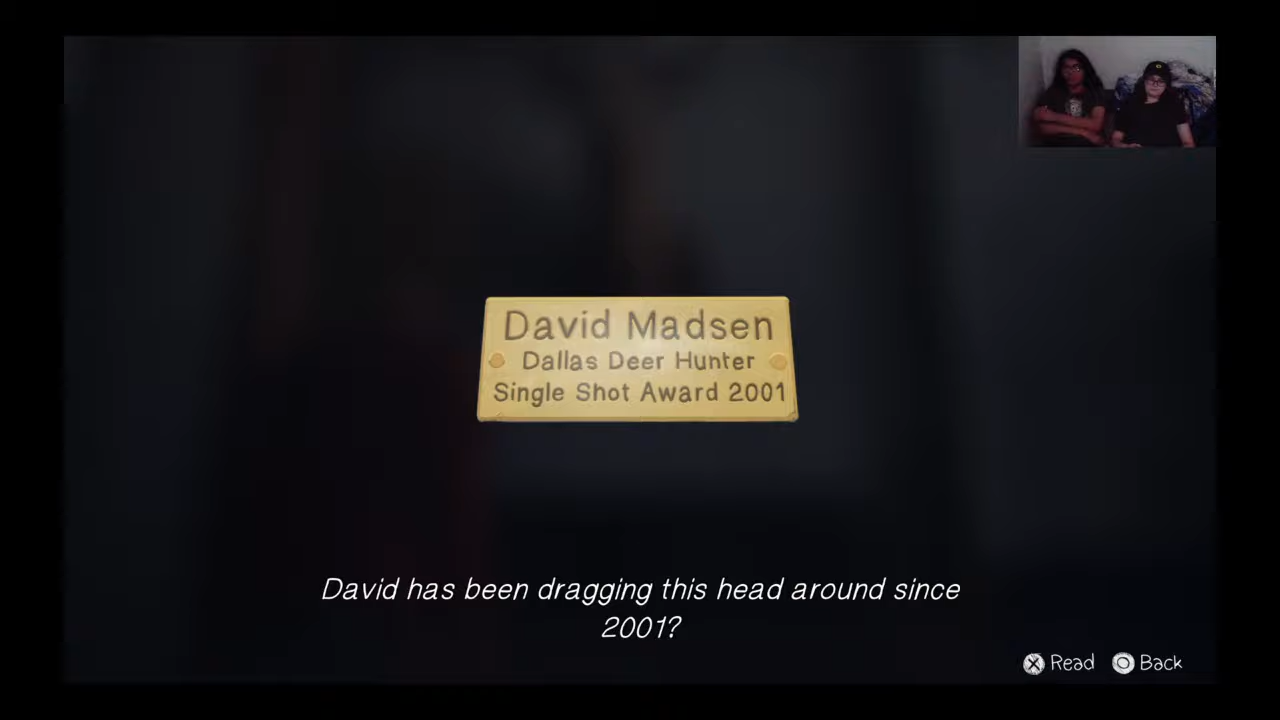 David Madsen
Dallas Deer Hunter
Single Shot Award 2001
David has been dragging this head around since
2001?
Read Back